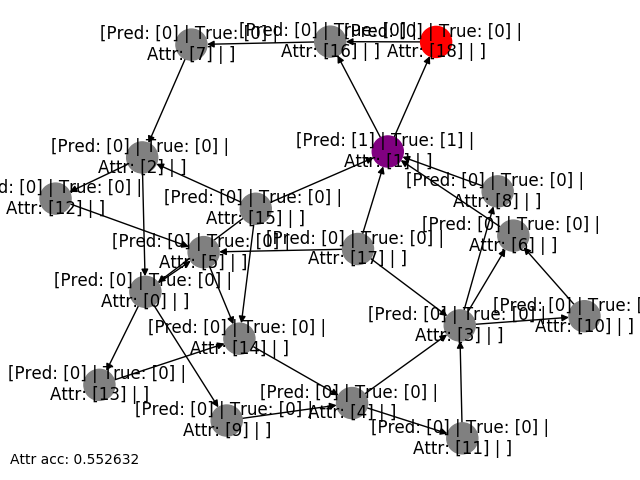 [Pred: [0] | True: [0] |
Attr: [7] | ]
[Pred: [0] | True: [0] |
Attr: [16] | ]
[Pred: [0] | True: [0] |
Attr: [18] | ]
[Pred: [1] | True: [1] |
Attr: [1] | ]
[Pred: [0] | True: [0] |
Attr: [2] | ]
d: [0] | True: [0] |
Attr: [12] | ]
[Pred: [0] | True: [0] |
Attr: [15] | ]
[Pred: [0] | True: [0] |
Attr: [8] | ]
[Pred: [0] | True: [0] |
Attr: [6] | ]
[Pred: [0] | True: [0] |
Attr: [5] | ]
[Pred: [0] | True: [0] |
Attr: [17] | ]
[Pred: [0] | True: [0] |
Attr: [0] | ]
[Pred: [0] | True: [0] |
Attr: [14] | ]
[Pred: [0] | True: [0] |
Attr: [3] | ]
[Pred: [0] | True: [
Attr: [10] | ]
[Pred: [0] | True: [0] |
Attr: [13] | ]
[Pred: [0] | True: [0] |
Attr: [9] | ]
[Pred: [0] | True: [0] |
Attr: [4] | ]
[Pred: [0] | True: [0] |
Attr: [11] | ]
Attr acc: 0.552632